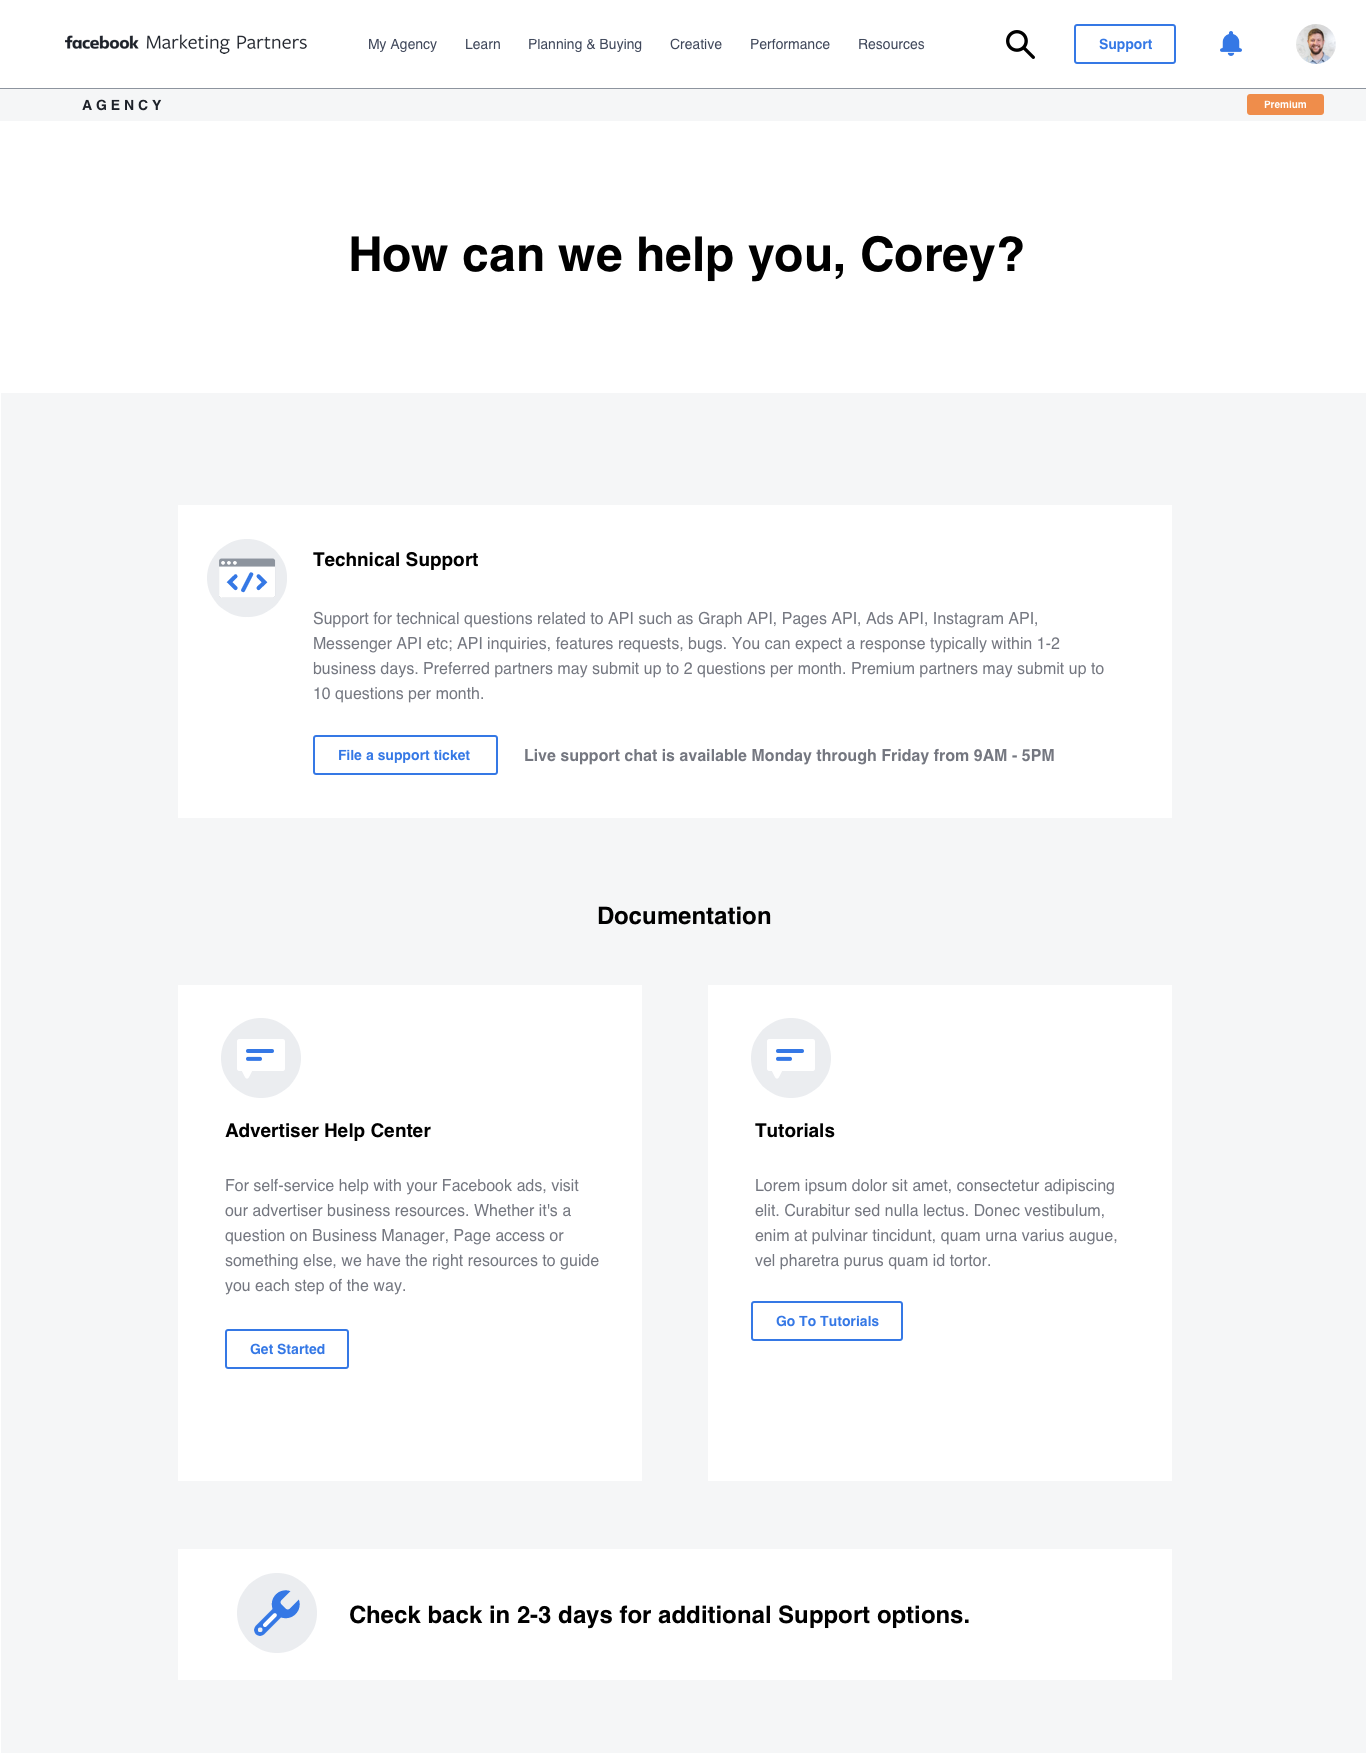 facebook Marketing Partners
My Agency Learn Planning & Buying Creative Performance Resources
Support
AGENCY
Premium
How can we help you, Corey?
Technical Support
Support for technical questions related to API such as Graph API, Pages API, Ads API, Instagram API,
Messenger API etc; API inquiries, features requests, bugs. You can expect a response typically within 1-2
business days. Preferred partners may submit up to 2 questions per month. Premium partners may submit up to
10 questions per month.
File a support ticket
Live support chat is available Monday through Friday from 9AM - 5PM
Documentation
Advertiser Help Center
For self-service help with your Facebook ads, visit
our advertiser business resources. Whether it's a
question on Business Manager, Page access or
something else, we have the right resources to guide
you each step of the way.
Get Started
Tutorials
Lorem ipsum dolor sit amet, consectetur adipiscing
elit. Curabitur sed nulla lectus. Donec vestibulum,
enim at pulvinar tincidunt, quam urna varius augue,
vel pharetra purus quam id tortor.
Go To Tutorials
Check back in 2-3 days for additional Support options.